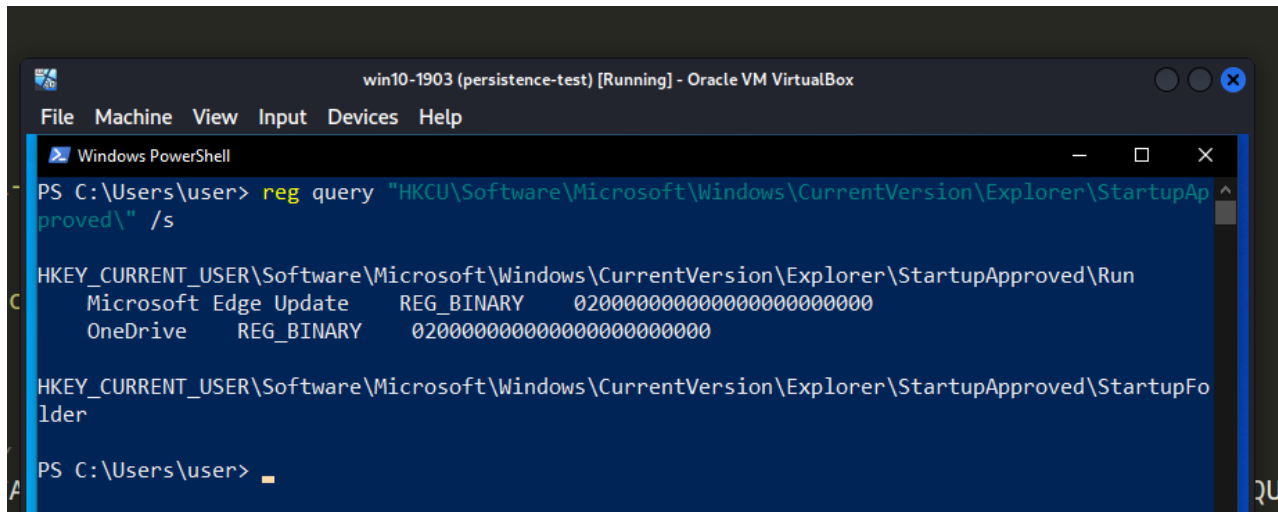 win10-1903 (persistence-test) [Running] - Oracle VM VirtualBox
File Machine View Input Devices Help
Windows PowerShell
PS C:\Users\user> reg query "HKCU\Software\Microsoft\Windows\CurrentVersion\Explorer\StartupAp
proved\" /s
HKEY_CURRENT_USER\Software\Microsoft\Windows\CurrentVersion\Explorer\StartupApproved\Run
Microsoft Edge Update REG_BINARY 020000000000000000000000
OneDrive REG_BINARY 020000000000000000000000
HKEY_CURRENT_USER\Software\Microsoft\Windows\CurrentVersion\Explorer\StartupApproved\StartupFo
lder
PS C:\Users\user>